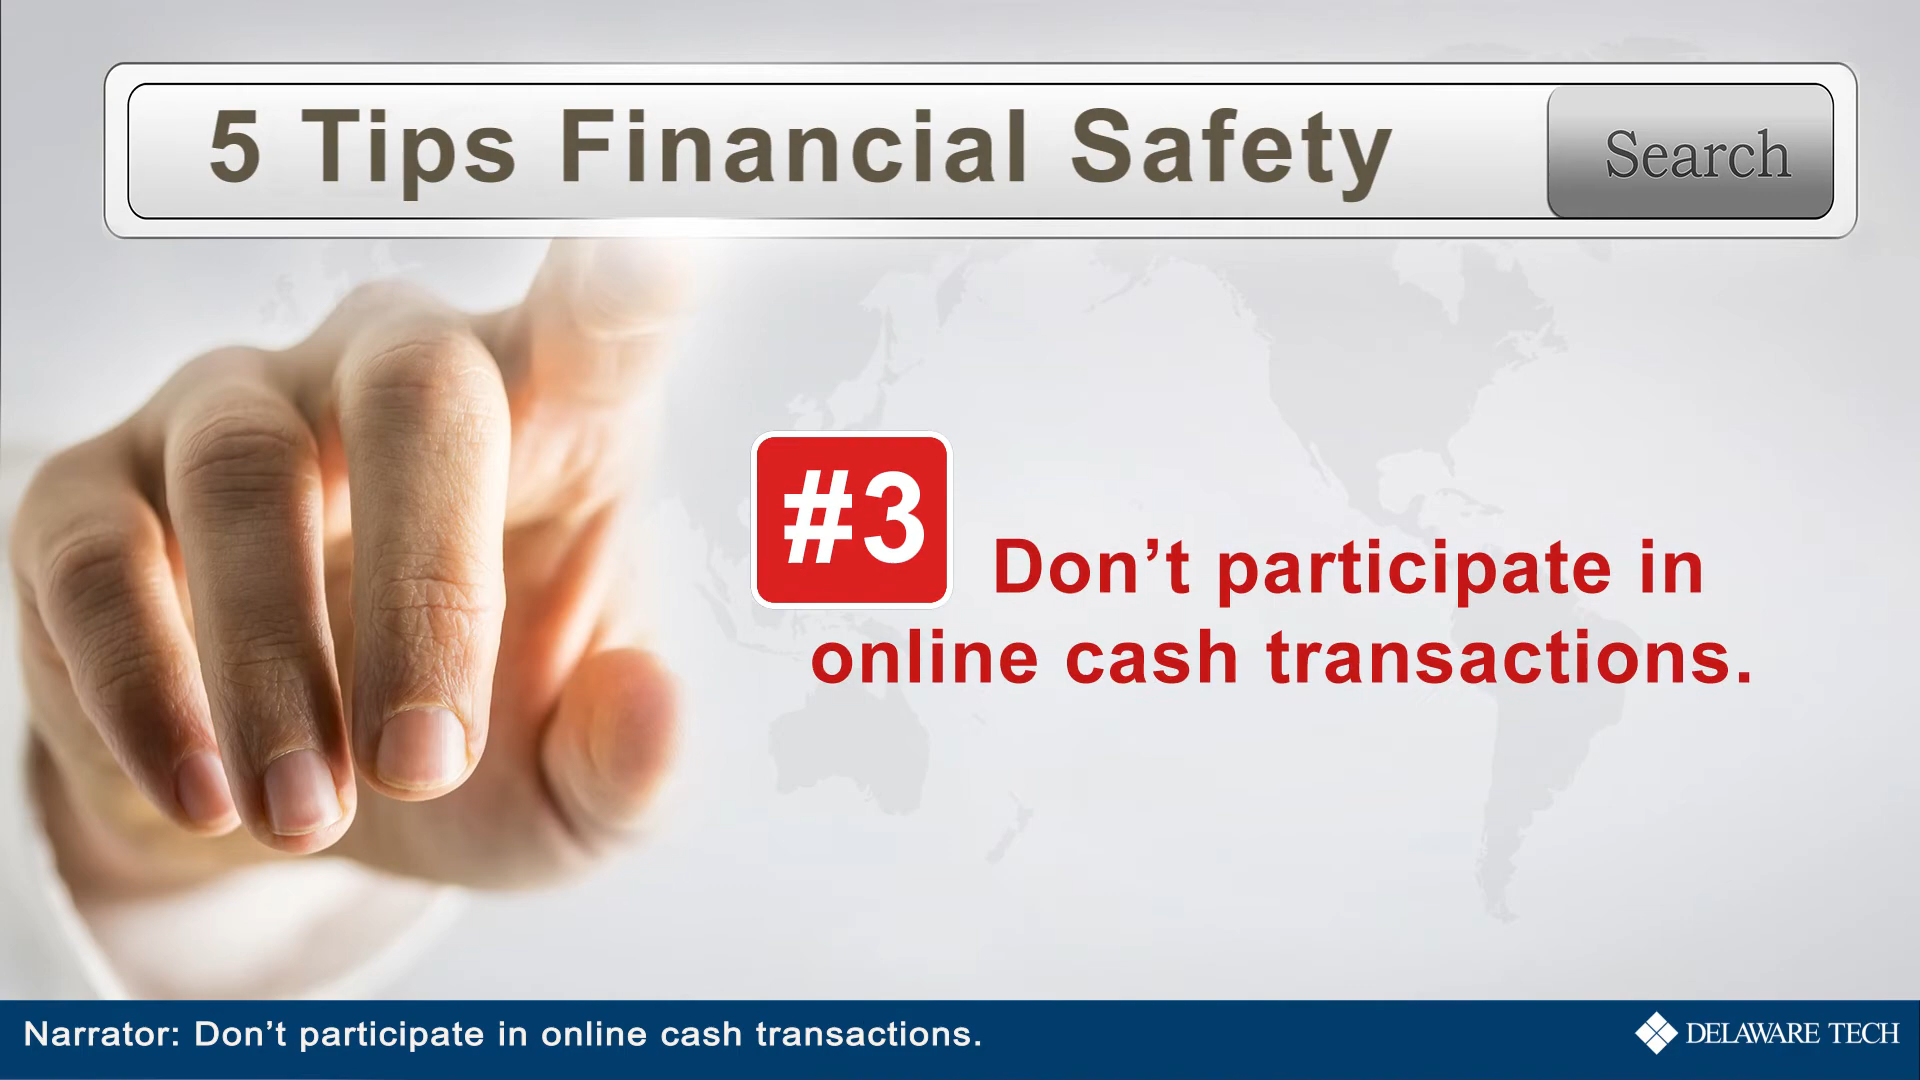 5 Tips Financial Safety
Search
#3
Don’t participate in
online cash transactions.
Narrator: Don’t participate in online cash transactions.
DELAWARE TECH